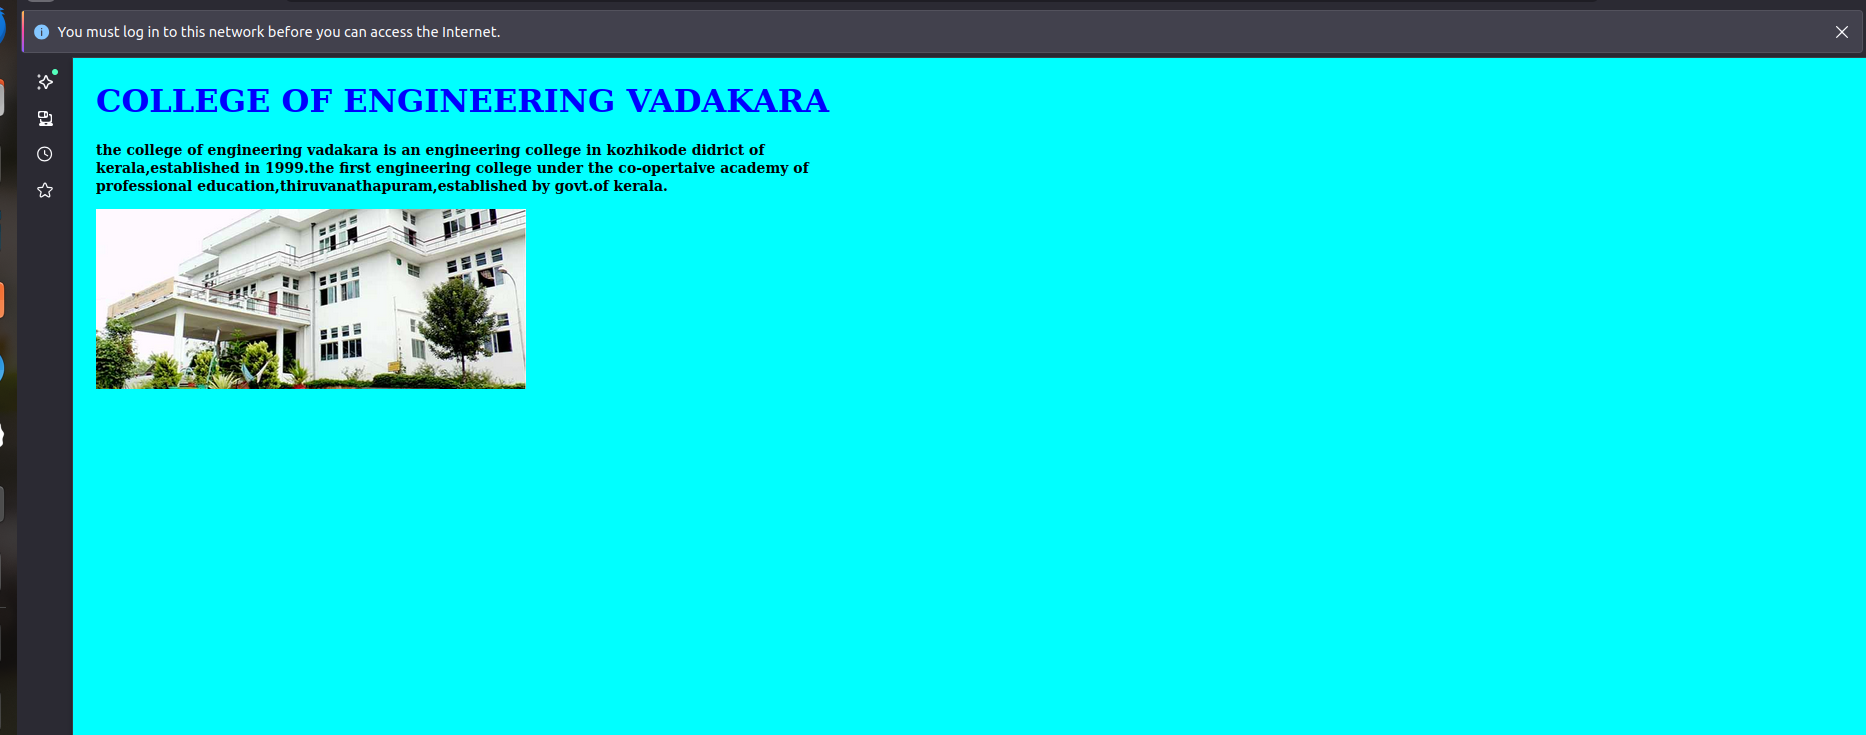 You must log in to this network before you can access the Internet.
COLLEGE OF ENGINEERING VADAKARA
the college of engineering vadakara is an engineering college in kozhikode didrict of
kerala,established in 1999.the first engineering college under the co-opertaive academy of
professional education,thiruvanathapuram,established by govt.of kerala.